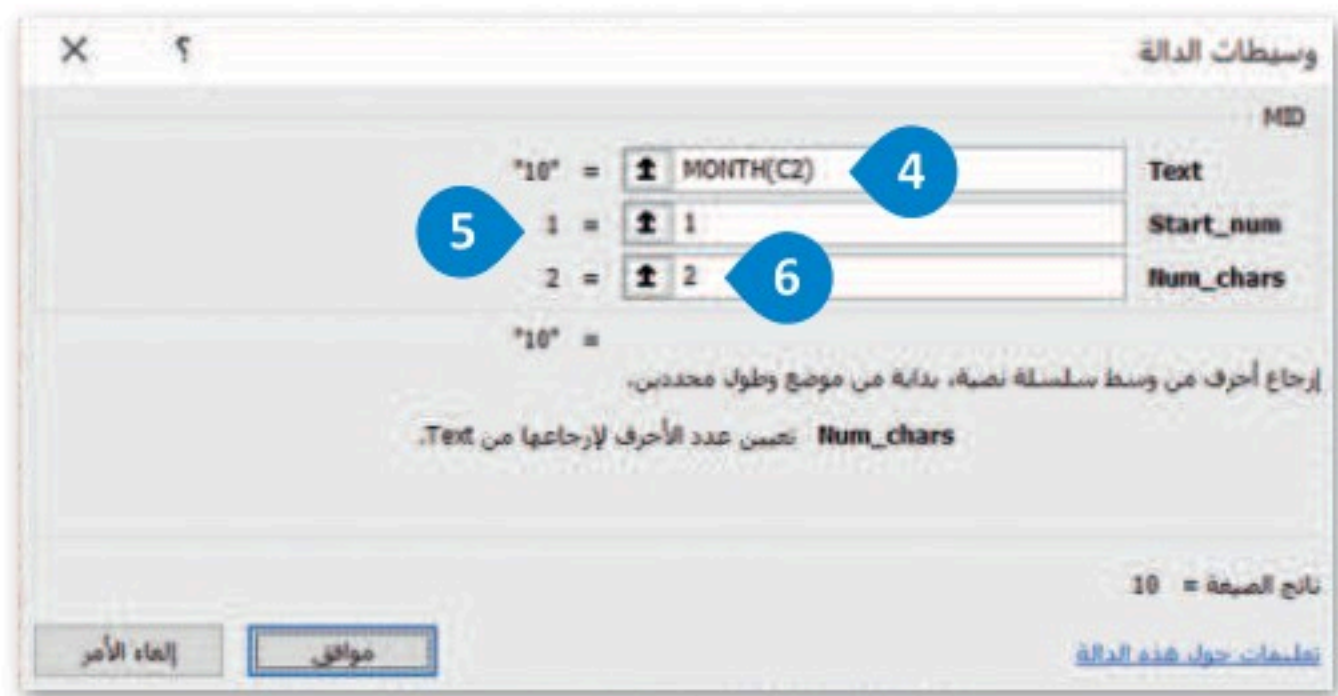 وسيطات الدالة ؟ ×
MID
Text MONTH(C2) = "10" 4
Start_num 1 = 1 5
Num_chars 2 = 2 6
= "10"
إرجاع أحرف من وسط سلسلة نصية، بداية من موضع وطول محددين.
Num_chars تعيين عدد الأحرف لإرجاعها من Text.
ناتج الصيغة = 10
تعليمات حول هذه الدالة موافق إلغاء الأمر